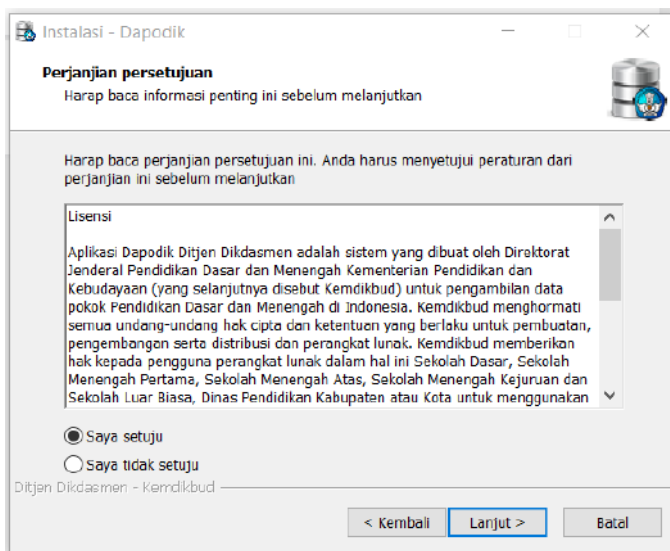 Instalasi - Dapodik
Perjanjian persetujuan
Harap baca informasi penting ini sebelum melanjutkan
Harap baca perjanjian persetujuan ini. Anda harus menyetujui peraturan dari
perjanjian ini sebelum melanjutkan
Lisensi
Aplikasi Dapodik Ditjen Dikdasmen adalah sistem yang dibuat oleh Direktorat
Jenderal Pendidikan Dasar dan Menengah Kementerian Pendidikan dan
Kebudayaan (yang selanjutnya disebut Kemdikbud) untuk pengambilan data
pokok Pendidikan Dasar dan Menengah di Indonesia. Kemdikbud menghormati
semua undang-undang hak cipta dan ketentuan yang berlaku untuk pembuatan,
pengembangan serta distribusi dan perangkat lunak. Kemdikbud memberikan
hak kepada pengguna perangkat lunak dalam hal ini Sekolah Dasar, Sekolah
Menengah Pertama, Sekolah Menengah Atas, Sekolah Menengah Kejuruan dan
Sekolah Luar Biasa, Dinas Pendidikan Kabupaten atau Kota untuk menggunakan
Saya setuju
Saya tidak setuju
Ditjen Dikdasmen - Kemdikbud
< Kembali
Lanjut >
Batal